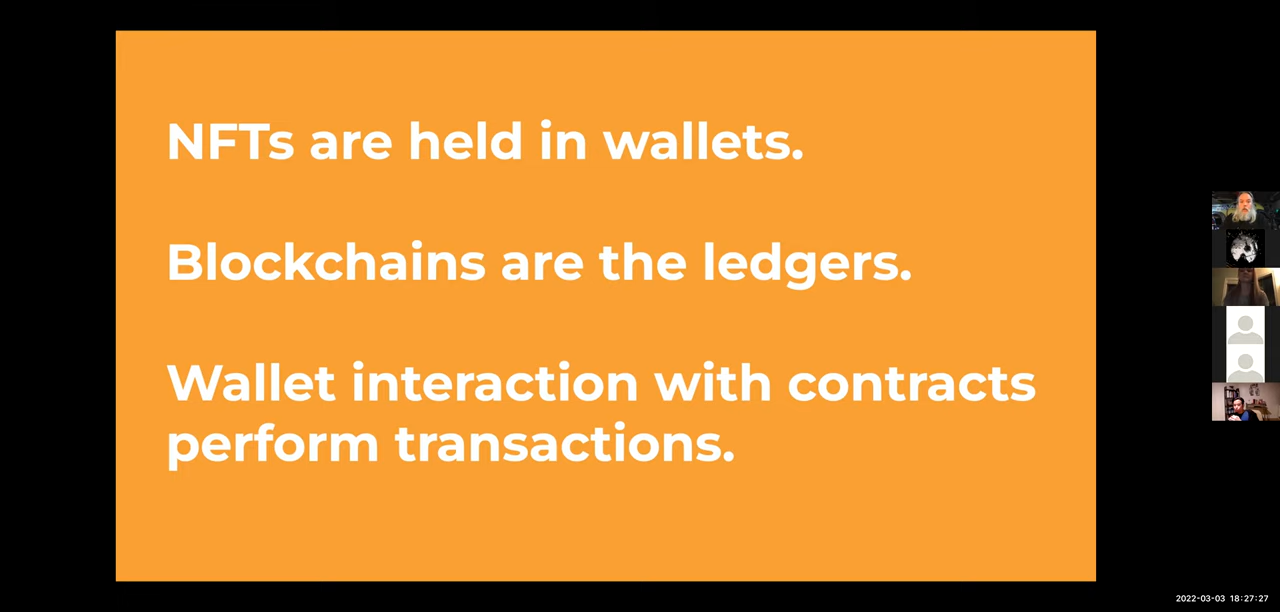 NFTs are held in wallets.
Blockchains are the ledgers.
Wallet interaction with contracts
perform transactions.
2022-03-03 18:27:27